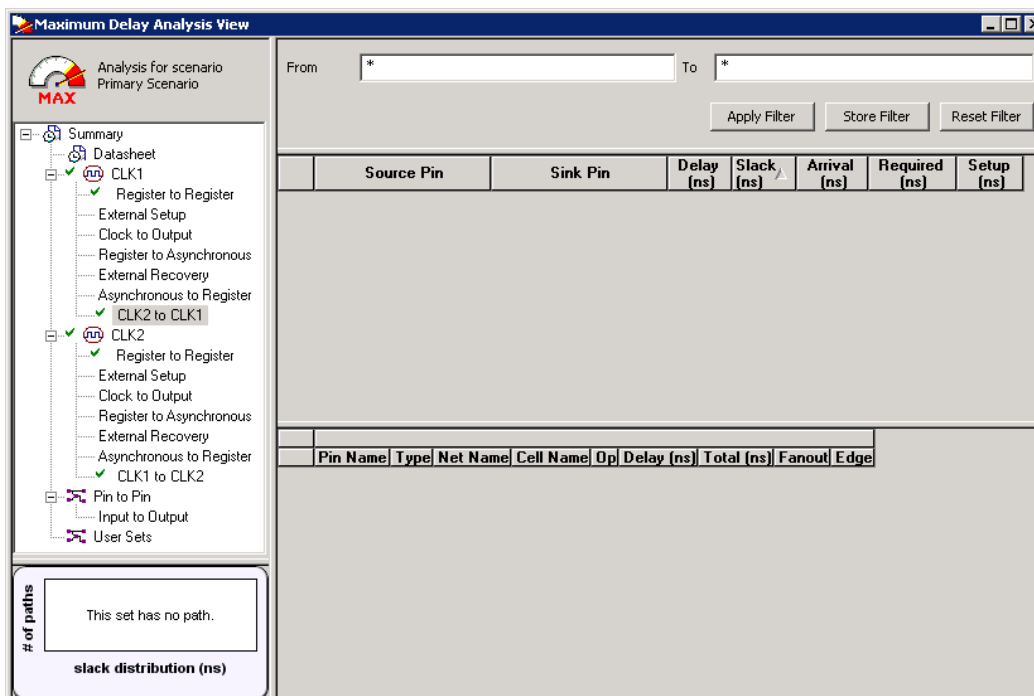 Maximum Delay Analysis View
Analysis for scenario
Primary Scenario
MAX
From
*
To
*
Apply Filter
Store Filter
Reset Filter
Summary
Datasheet
CLK1
Register to Register
External Setup
Clock to Output
Register to Asynchronous
External Recovery
Asynchronous to Register
CLK2 to CLK1
CLK2
Register to Register
External Setup
Clock to Output
Register to Asynchronous
External Recovery
Asynchronous to Register
CLK1 to CLK2
Pin to Pin
Input to Output
User Sets
# of paths
This set has no path.
slack distribution (ns)
Source Pin Sink Pin Delay (ns) Slack (ns) Arrival (ns) Required (ns) Setup (ns)
Pin Name Type Net Name Cell Name Op Delay (ns) Total (ns) Fanout Edge